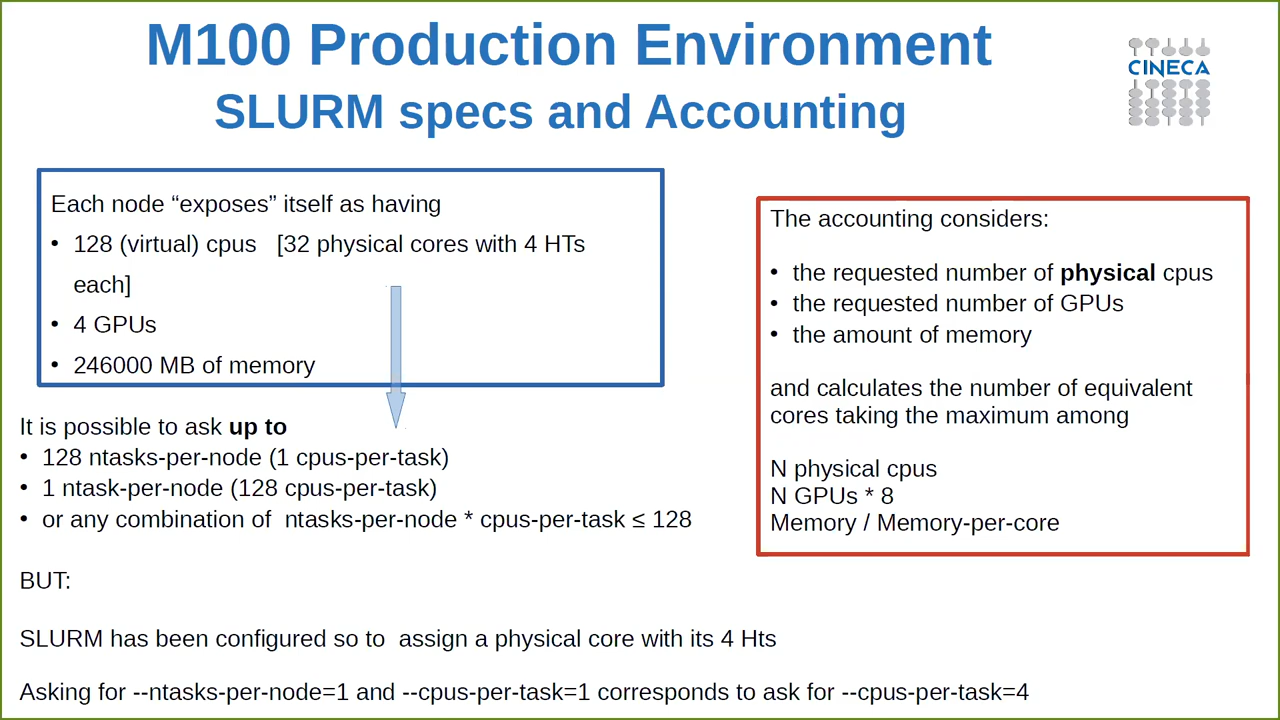 M100 Production Environment
SLURM specs and Accounting
CINECA
Each node “exposes” itself as having
• 128 (virtual) cpus [32 physical cores with 4 HTs
each]
• 4 GPUs
• 246000 MB of memory
It is possible to ask up to
• 128 ntasks-per-node (1 cpus-per-task)
• 1 ntask-per-node (128 cpus-per-task)
• or any combination of ntasks-per-node * cpus-per-task ≤ 128
BUT:
SLURM has been configured so to assign a physical core with its 4 Hts
Asking for --ntasks-per-node=1 and --cpus-per-task=1 corresponds to ask for --cpus-per-task=4
The accounting considers:
• the requested number of physical cpus
• the requested number of GPUs
• the amount of memory
and calculates the number of equivalent
cores taking the maximum among
N physical cpus
N GPUs * 8
Memory / Memory-per-core